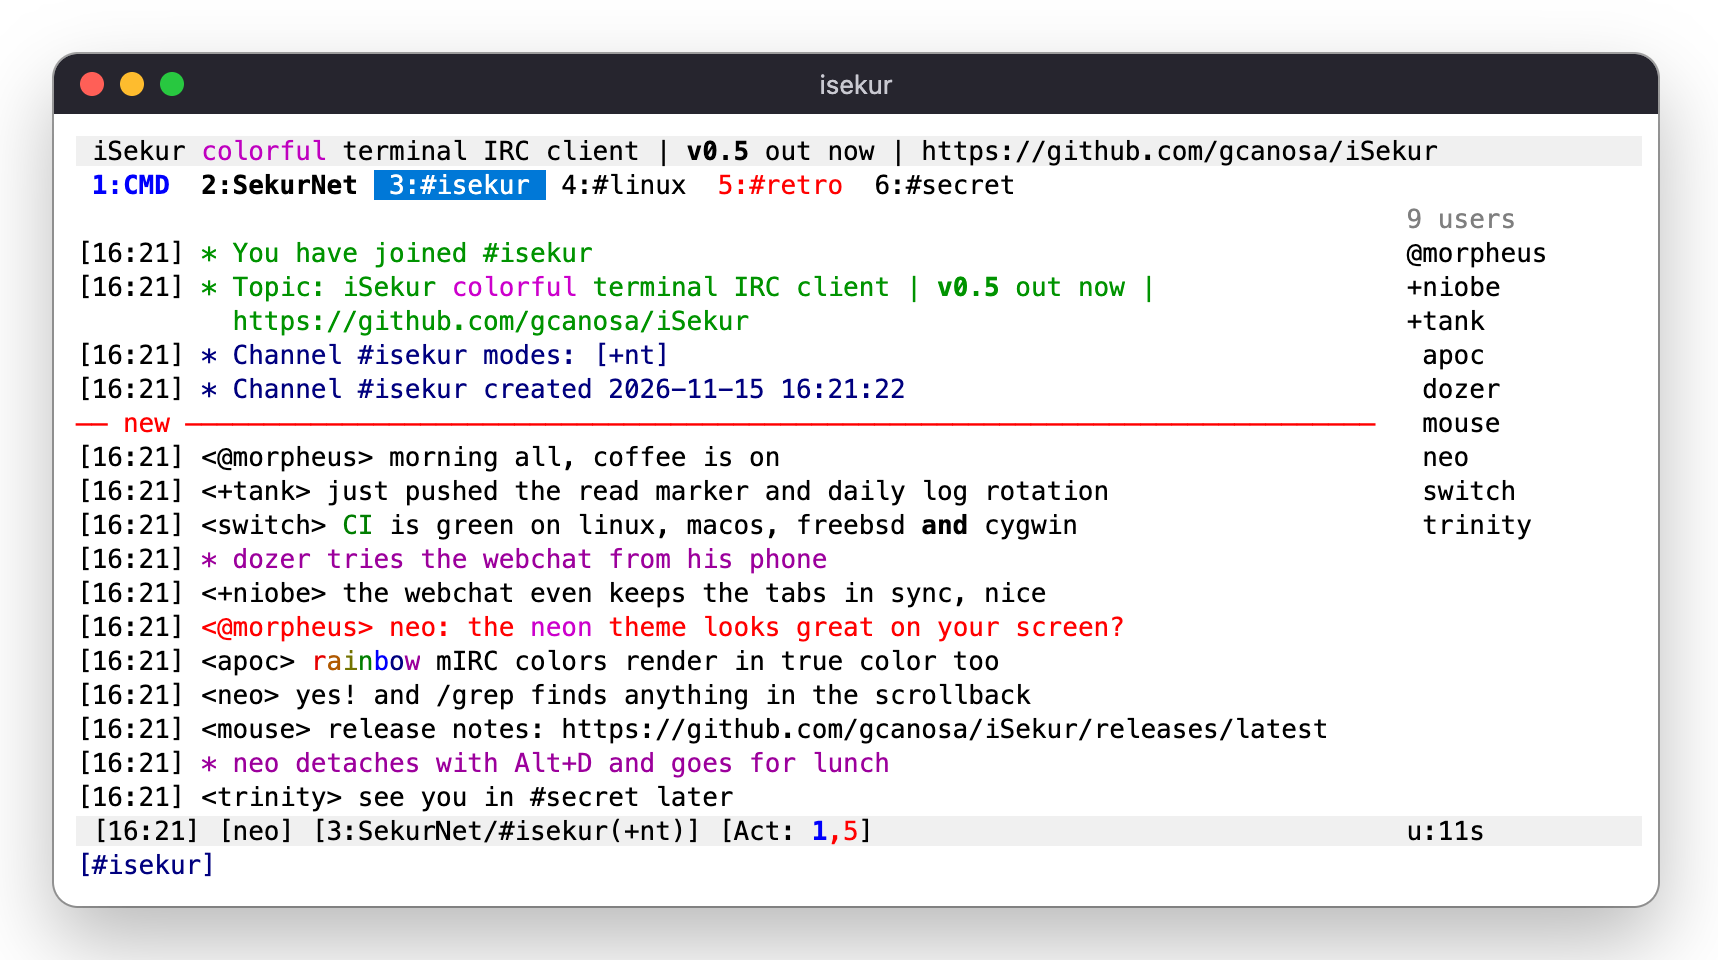 isekur
iSekur colorful terminal IRC client | v0.5 out now | https://github.com/gcanosa/iSekur
1:CMD 2:SekurNet 3:#isekur 4:#linux 5:#retro 6:#secret
[16:21] * You have joined #isekur
[16:21] * Topic: iSekur colorful terminal IRC client | v0.5 out now |
https://github.com/gcanosa/iSekur
[16:21] * Channel #isekur modes: [+nt]
[16:21] * Channel #isekur created 2026-11-15 16:21:22
new
[16:21] <@morpheus> morning all, coffee is on
[16:21] <+tank> just pushed the read marker and daily log rotation
[16:21] <switch> CI is green on linux, macos, freebsd and cygwin
[16:21] * dozer tries the webchat from his phone
[16:21] <+niobe> the webchat even keeps the tabs in sync, nice
[16:21] <@morpheus> neo: the neon theme looks great on your screen?
[16:21] <apoc> rainbow mIRC colors render in true color too
[16:21] <neo> yes! and /grep finds anything in the scrollback
[16:21] <mouse> release notes: https://github.com/gcanosa/iSekur/releases/latest
[16:21] * neo detaches with Alt+D and goes for lunch
[16:21] <trinity> see you in #secret later
9 users
@morpheus
+niobe
+tank
apoc
dozer
mouse
neo
switch
trinity
[16:21] [neo] [3:SekurNet/#isekur(+nt)] [Act: 1,5] u:11s
[#isekur]